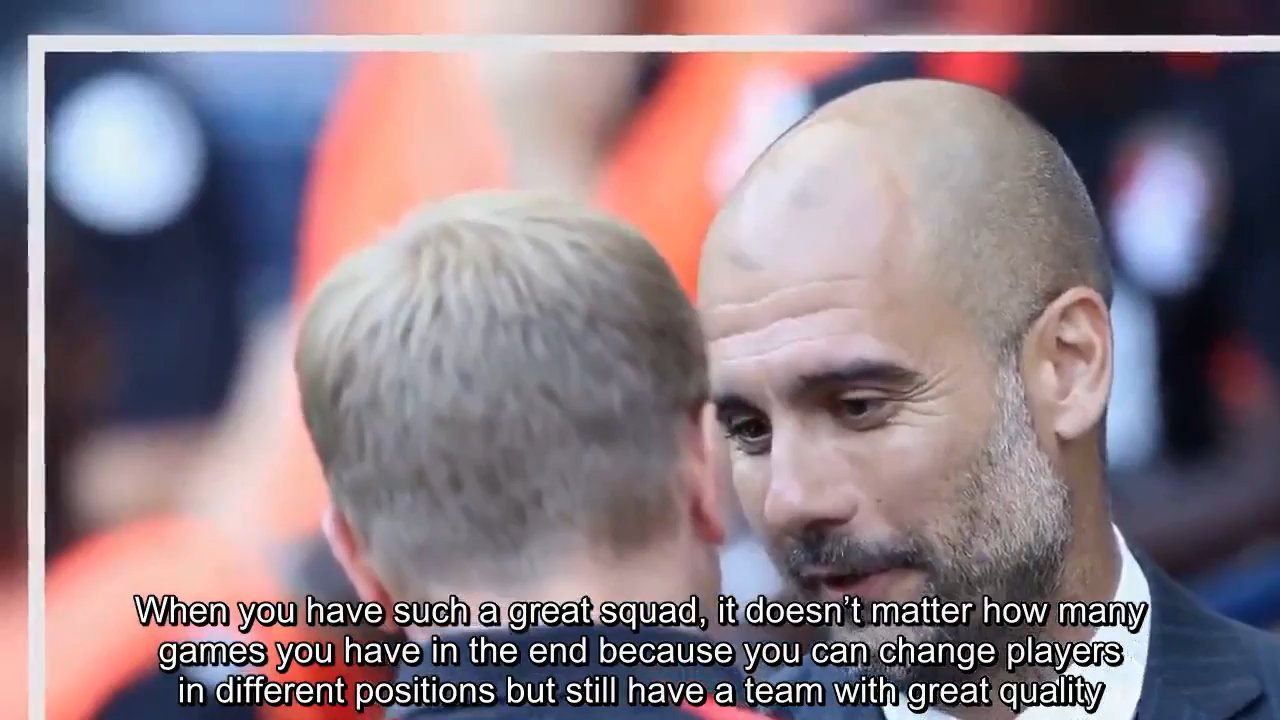 When you have such a great squad, it doesn't matter how many
games you have in the end because you can change players
in different positions but still have a team with great quality